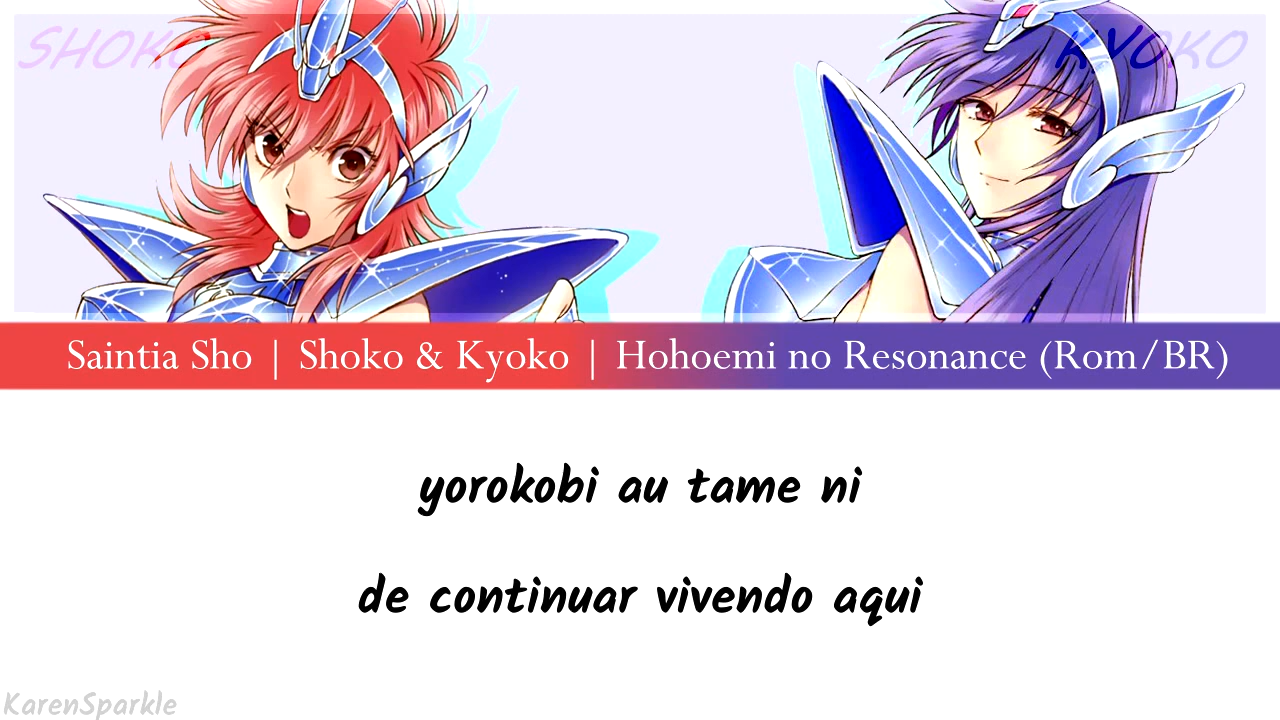 SHOKO
KYOKO
Saintia Sho | Shoko & Kyoko | Hohoemi no Resonance (Rom/BR)
yorokobi au tame ni
de continuar vivendo aqui
KarenSparkle